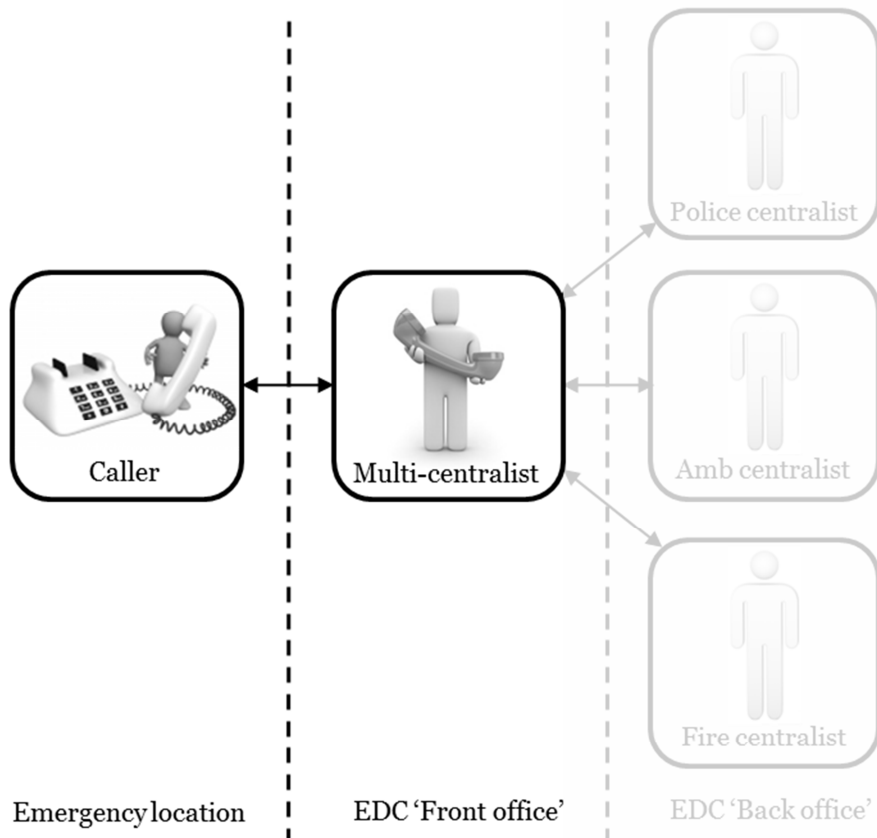 Police centralist
Caller
Multi-centralist
Amb centralist
Fire centralist
Emergency location
EDC ‘Front office’
EDC ‘Back office’